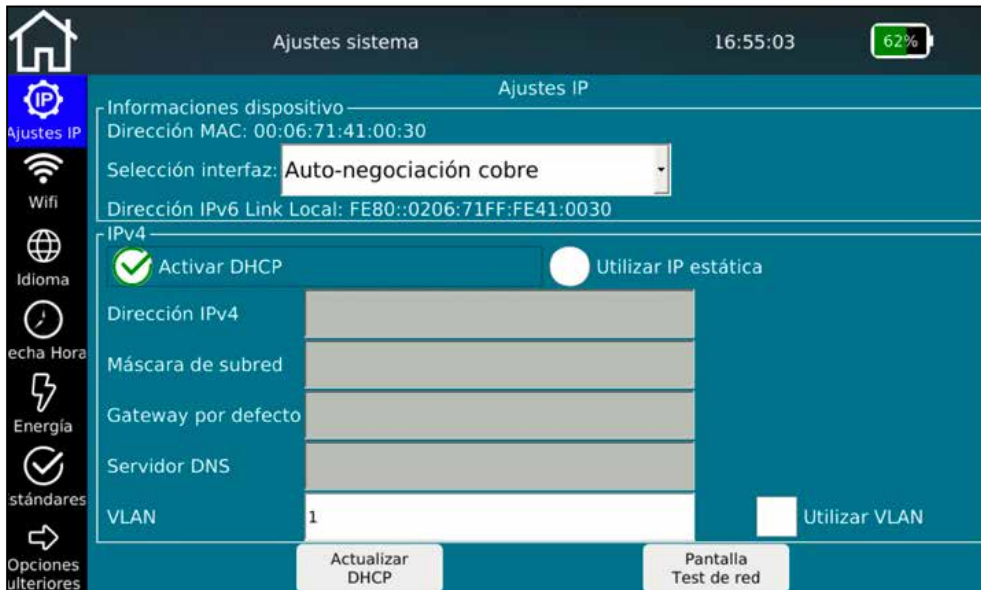 Ajustes sistema 16:55:03 62%
Ajustes IP
Informaciones dispositivo
Dirección MAC: 00:06:71:41:00:30
Selección interfaz: Auto-negociación cobre
Dirección IPv6 Link Local: FE80::0206:71FF:FE41:0030
IPv4
Activar DHCP Utilizar IP estática
Dirección IPv4
Máscara de subred
Gateway por defecto
Servidor DNS
VLAN 1 Utilizar VLAN
Actualizar
DHCP
Pantalla
Test de red
IP
Ajustes IP
Wifi
Idioma
echa Hora
Energía
stándares
Opciones
ulteriores